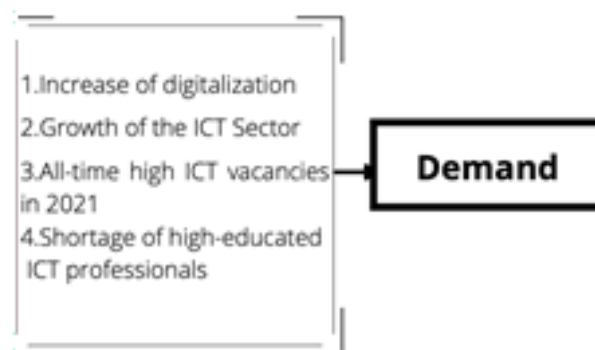 1.Increase of digitalization
2.Growth of the ICT Sector
3.All-time high ICT vacancies
in 2021
4.Shortage of high-educated
ICT professionals
Demand